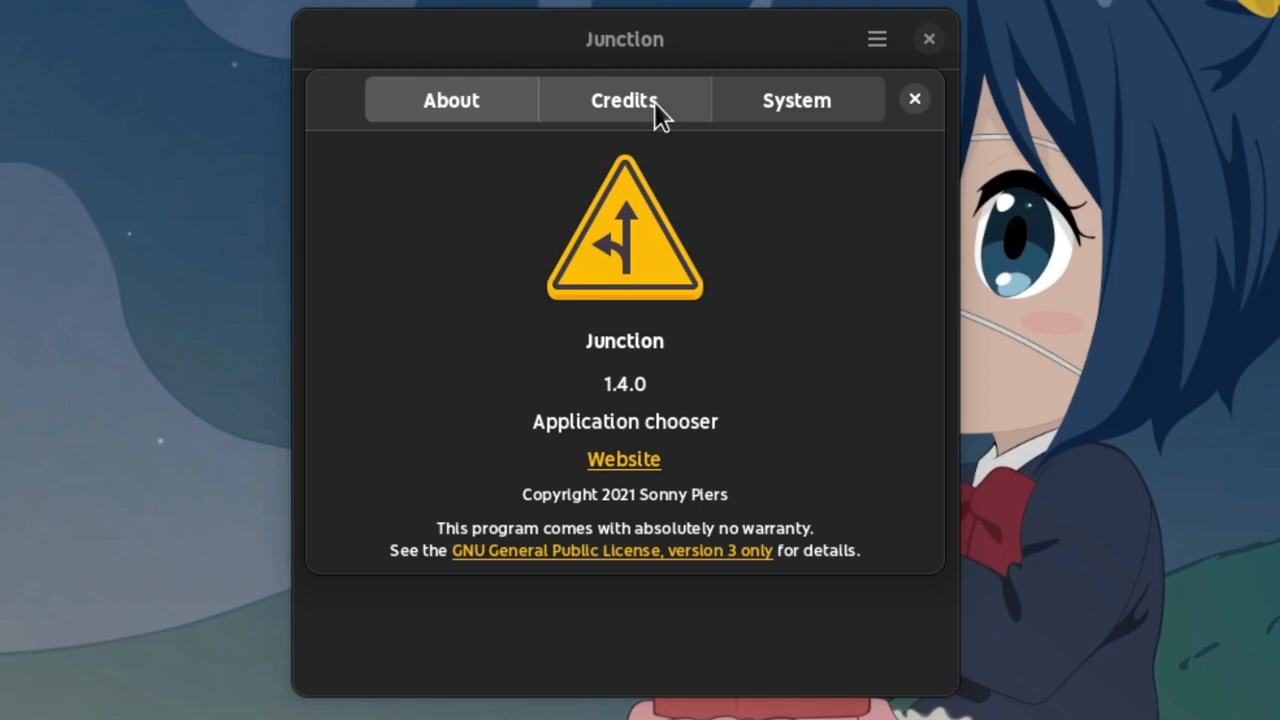 Junction
About
Credits
System
Junction
1.4.0
Application chooser
Website
Copyright 2021 Sonny Piers
This program comes with absolutely no warranty.
See the GNU General Public License, version 3 only for details.